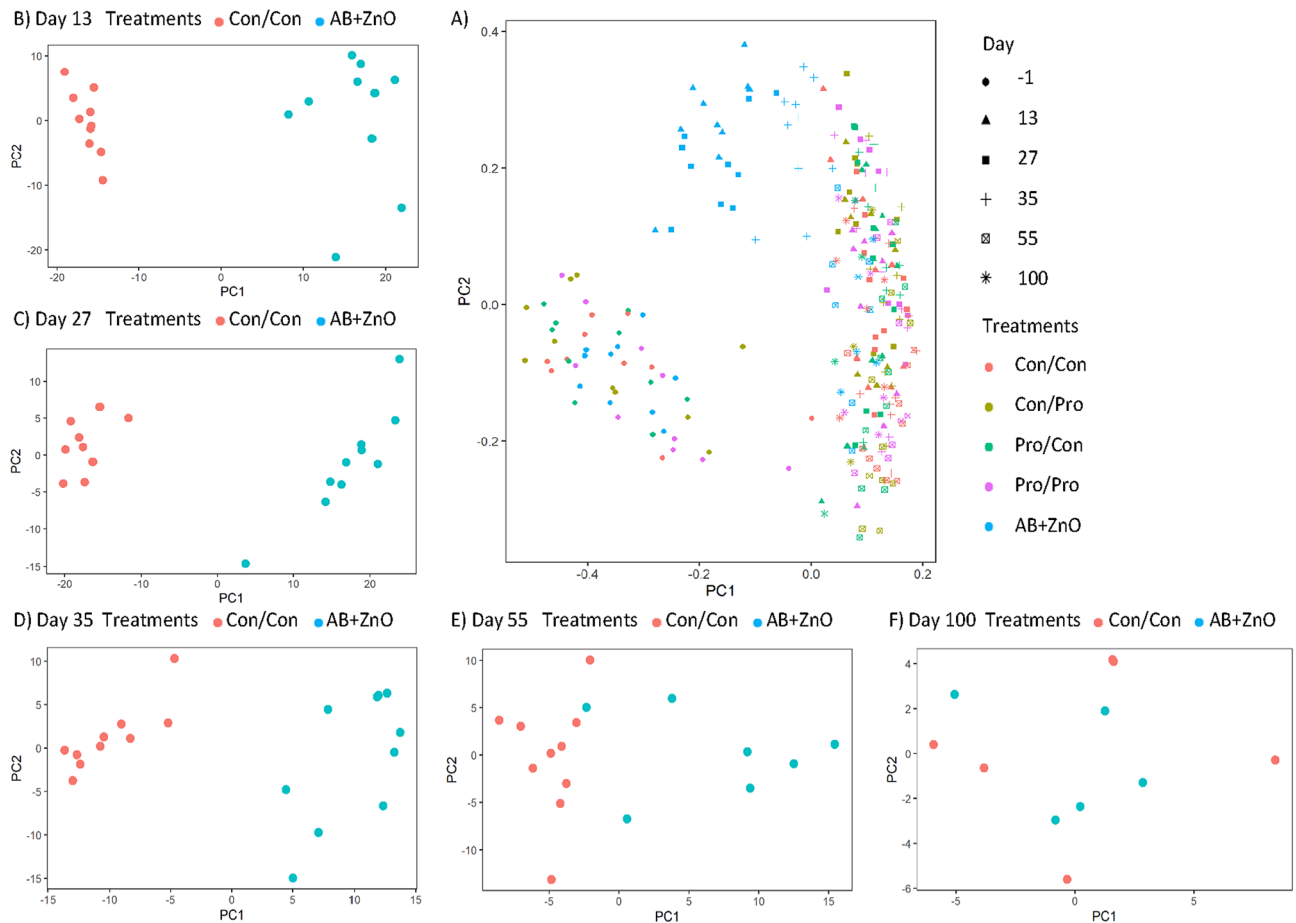 B) Day 13 Treatments Con/Con AB+ZnO
10
0
-10
-20
PC2
-20 -10 0 10 20
PC1
C) Day 27 Treatments Con/Con AB+ZnO
10
5
0
-5
-10
-15
PC2
-20 -10 0 10 20
PC1
A)
0.4
0.2
0.0
-0.2
PC2
-0.4 -0.2 0.0 0.2
PC1
Day
-1
13
27
35
55
100
Treatments
Con/Con
Con/Pro
Pro/Con
Pro/Pro
AB+ZnO
D) Day 35 Treatments Con/Con AB+ZnO
10
5
0
-5
-10
-15
PC2
-15 -10 -5 0 5 10 15
PC1
E) Day 55 Treatments Con/Con AB+ZnO
10
5
0
-5
-10
PC2
-5 0 5 10 15
PC1
F) Day 100 Treatments Con/Con AB+ZnO
4
2
0
-2
-4
-6
PC2
-5 0 5
PC1